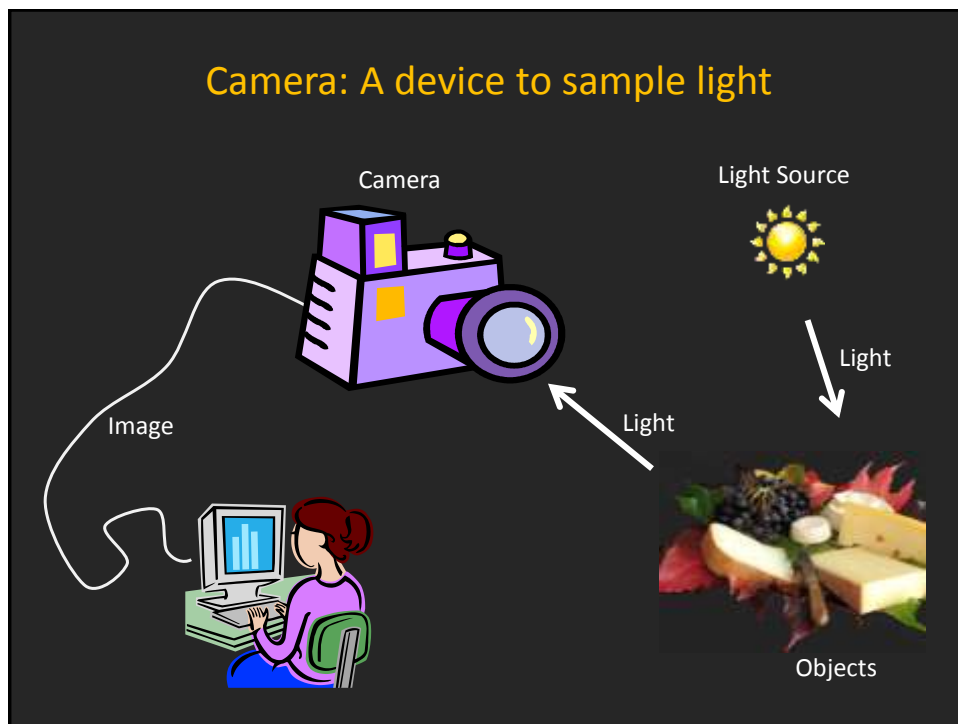 Camera: A device to sample light
Camera
Light Source
Light
Light
Image
Objects